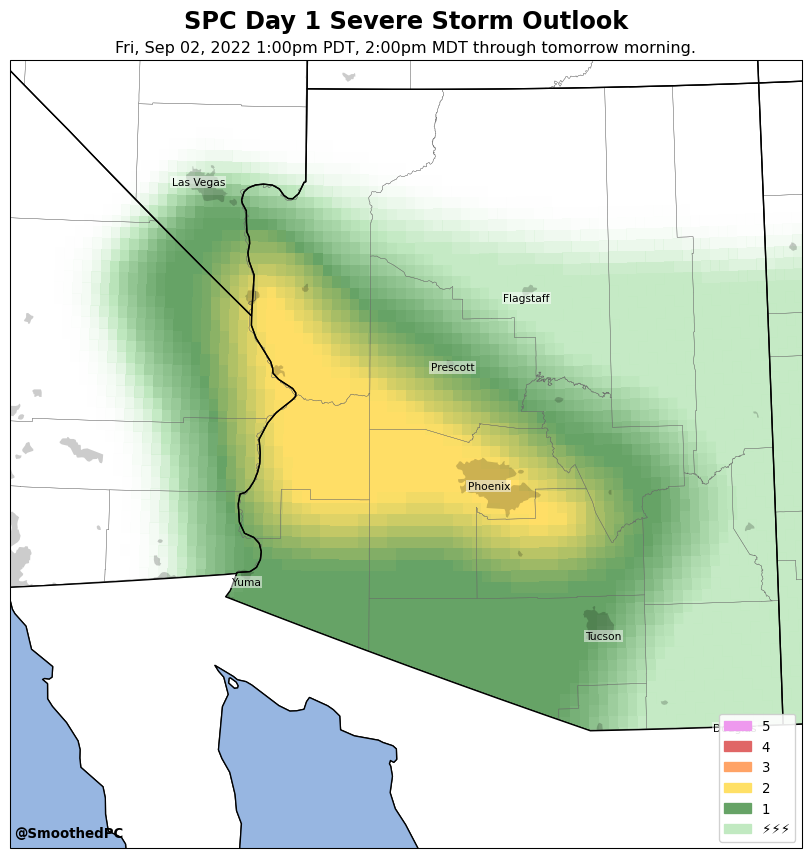 SPC Day 1 Severe Storm Outlook
Fri, Sep 02, 2022 1:00pm PDT, 2:00pm MDT through tomorrow morning.
Las Vegas
Flagstaff
Prescott
Phoenix
Yuma
Tucson
5
4
3
2
1
⚡⚡⚡
@SmoothedPC